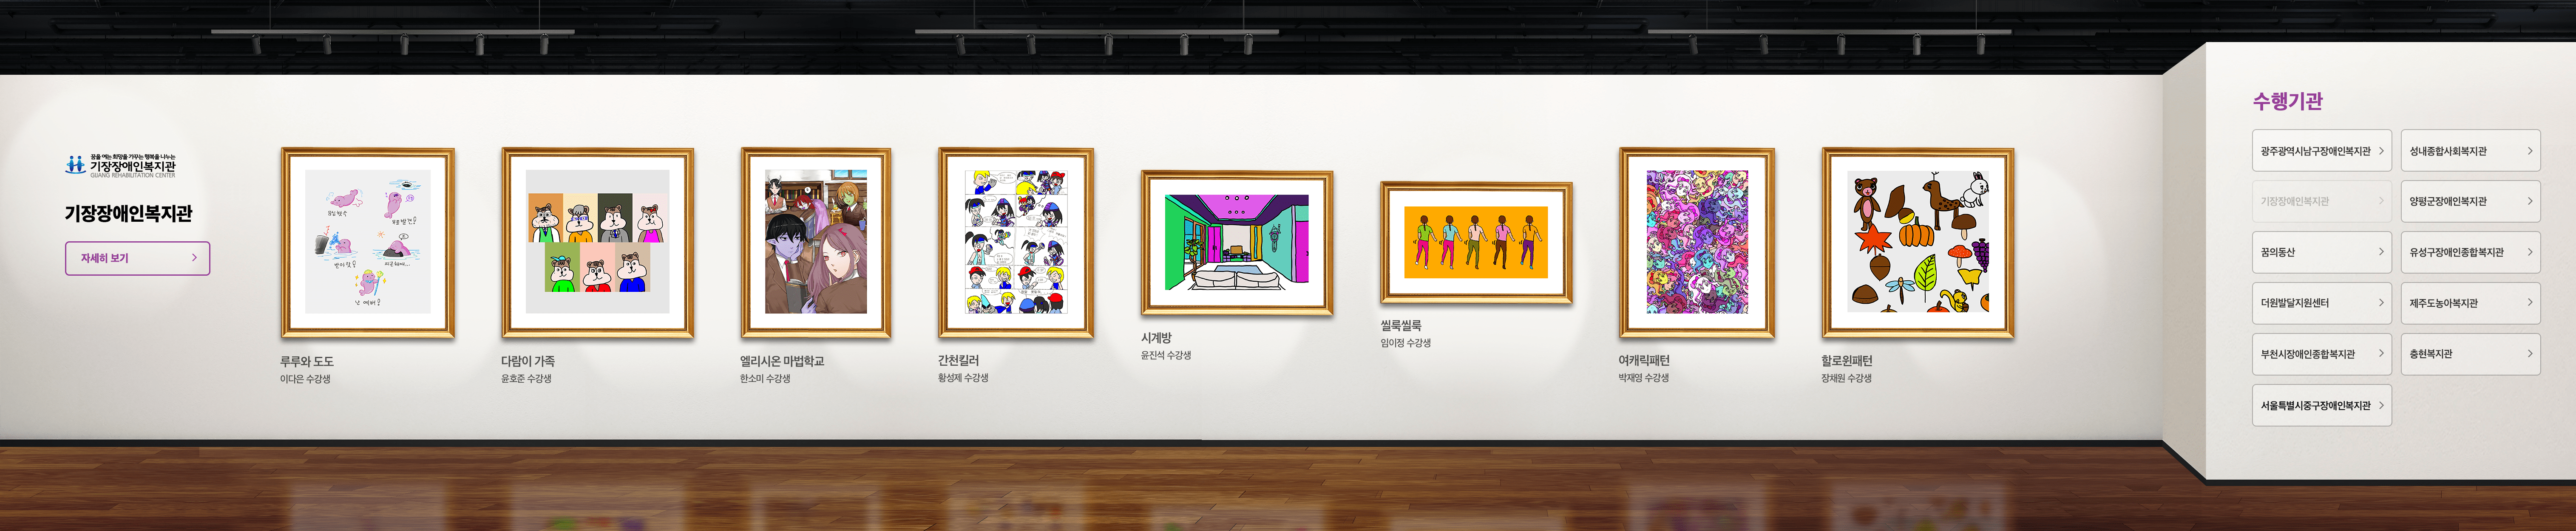 꿈을 여는 희망을 가꾸는 행복을 나누는
기장장애인복지관
GIJANG REHABILITATION CENTER
기장장애인복지관
자세히 보기
루루와 도도
이다은 수강생
다람이 가족
윤호준 수강생
엘리시온 마법학교
한소미 수강생
간천킬러
황성제 수강생
시계방
윤진석 수강생
씰룩씰룩
임이정 수강생
여캐릭패턴
박재영 수강생
할로윈패턴
장채원 수강생
수행기관
광주광역시남구장애인복지관
성내종합사회복지관
기장장애인복지관
양평군장애인복지관
꿈의동산
유성구장애인종합복지관
더원발달지원센터
제주도농아복지관
부천시장애인종합복지관
충현복지관
서울특별시중구장애인복지관